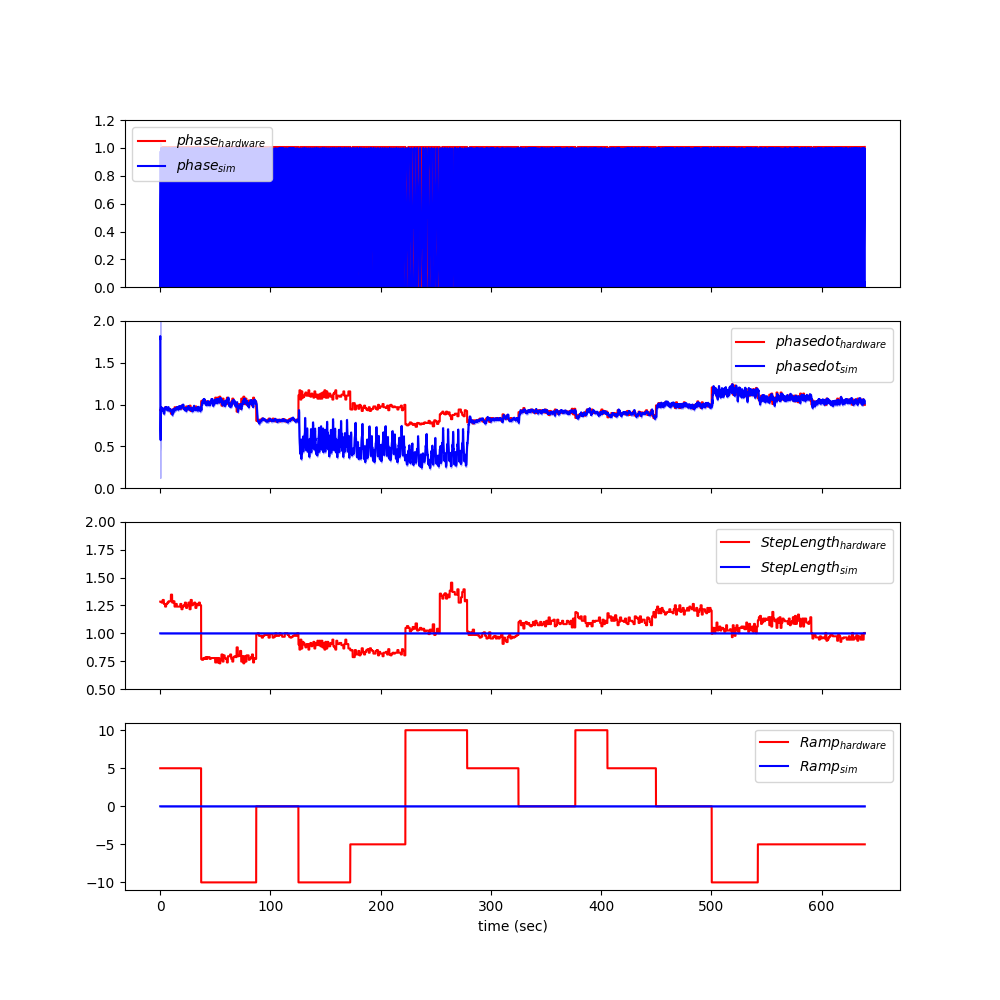 1.2
1.0
0.8
0.6
0.4
0.2
0.0
phase_hardware
phase_sim
2.0
1.5
1.0
0.5
0.0
phasedot_hardware
phasedot_sim
2.00
1.75
1.50
1.25
1.00
0.75
0.50
StepLength_hardware
StepLength_sim
10
5
0
−5
−10
Ramp_hardware
Ramp_sim
0 100 200 300 400 500 600
time (sec)